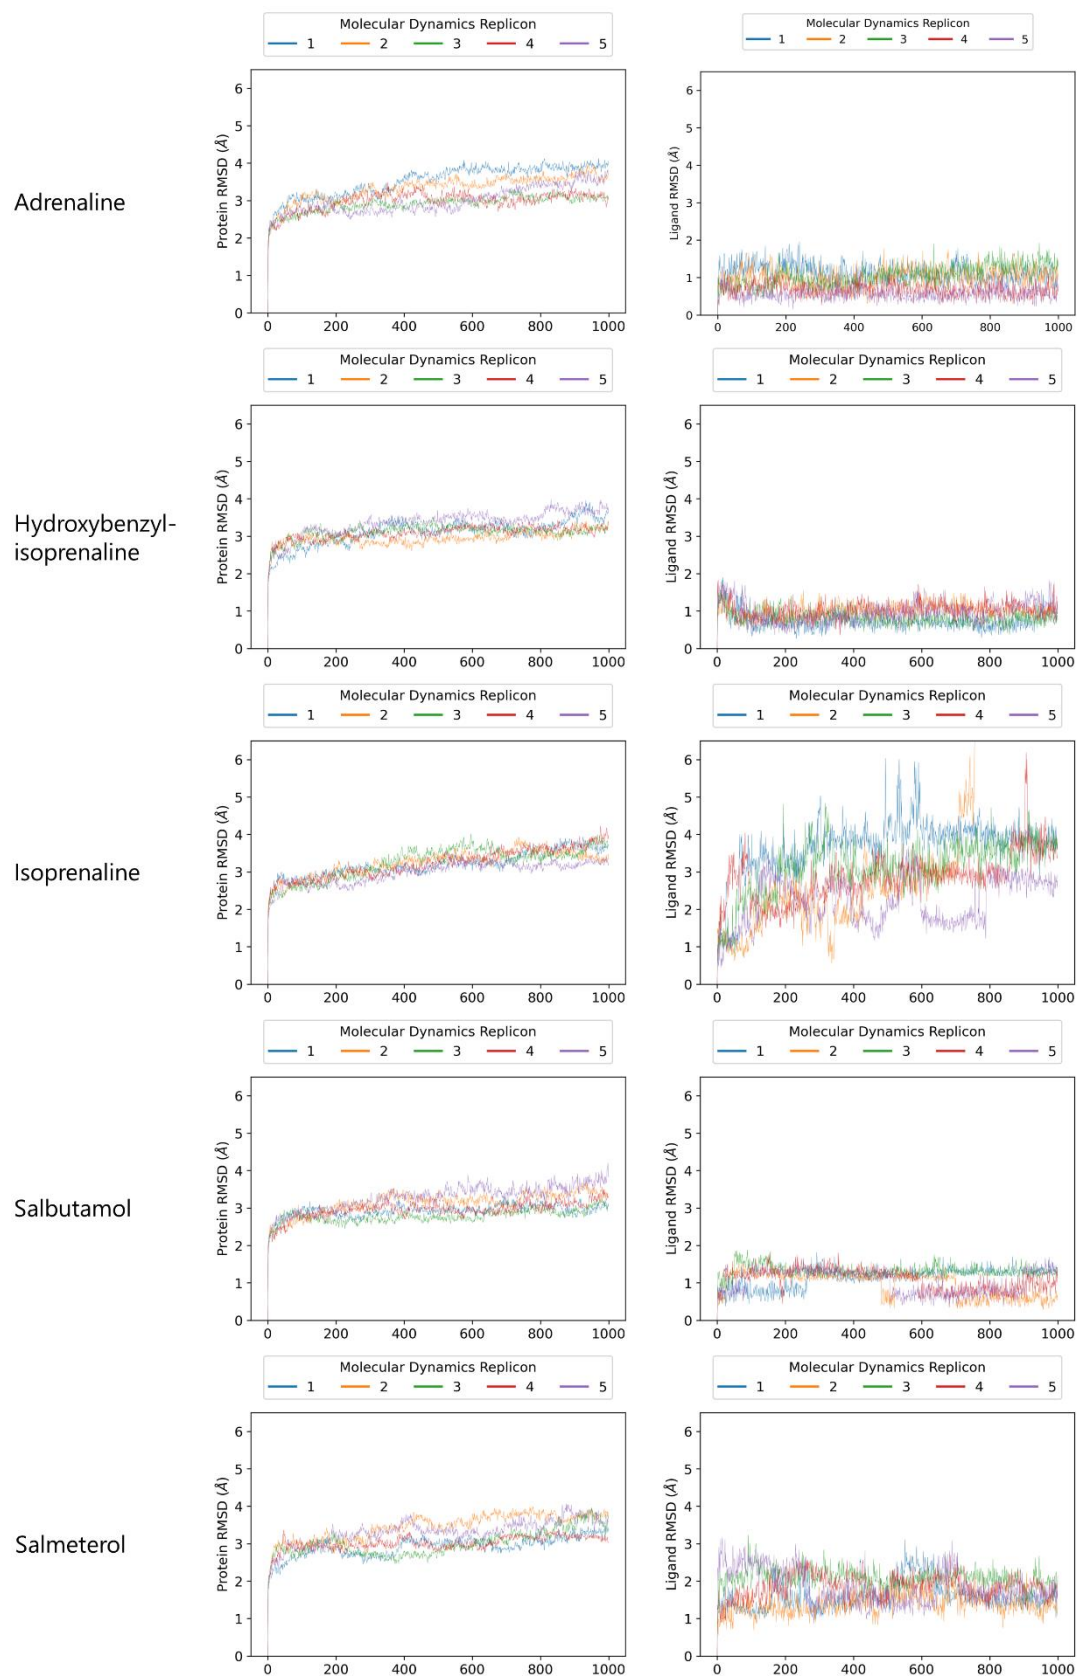 Molecular Dynamics Replicon
1 2 3 4 5
Molecular Dynamics Replicon
1 2 3 4 5
Adrenaline
Protein RMSD (Å)
6
5
4
3
2
1
0
0 200 400 600 800 1000
Ligand RMSD (Å)
6
5
4
3
2
1
0
0 200 400 600 800 1000
Molecular Dynamics Replicon
1 2 3 4 5
Molecular Dynamics Replicon
1 2 3 4 5
Hydroxybenzyl-
isoprenaline
Protein RMSD (Å)
6
5
4
3
2
1
0
0 200 400 600 800 1000
Ligand RMSD (Å)
6
5
4
3
2
1
0
0 200 400 600 800 1000
Molecular Dynamics Replicon
1 2 3 4 5
Molecular Dynamics Replicon
1 2 3 4 5
Isoprenaline
Protein RMSD (Å)
6
5
4
3
2
1
0
0 200 400 600 800 1000
Ligand RMSD (Å)
6
5
4
3
2
1
0
0 200 400 600 800 1000
Molecular Dynamics Replicon
1 2 3 4 5
Molecular Dynamics Replicon
1 2 3 4 5
Salbutamol
Protein RMSD (Å)
6
5
4
3
2
1
0
0 200 400 600 800 1000
Ligand RMSD (Å)
6
5
4
3
2
1
0
0 200 400 600 800 1000
Molecular Dynamics Replicon
1 2 3 4 5
Molecular Dynamics Replicon
1 2 3 4 5
Salmeterol
Protein RMSD (Å)
6
5
4
3
2
1
0
0 200 400 600 800 1000
Ligand RMSD (Å)
6
5
4
3
2
1
0
0 200 400 600 800 1000